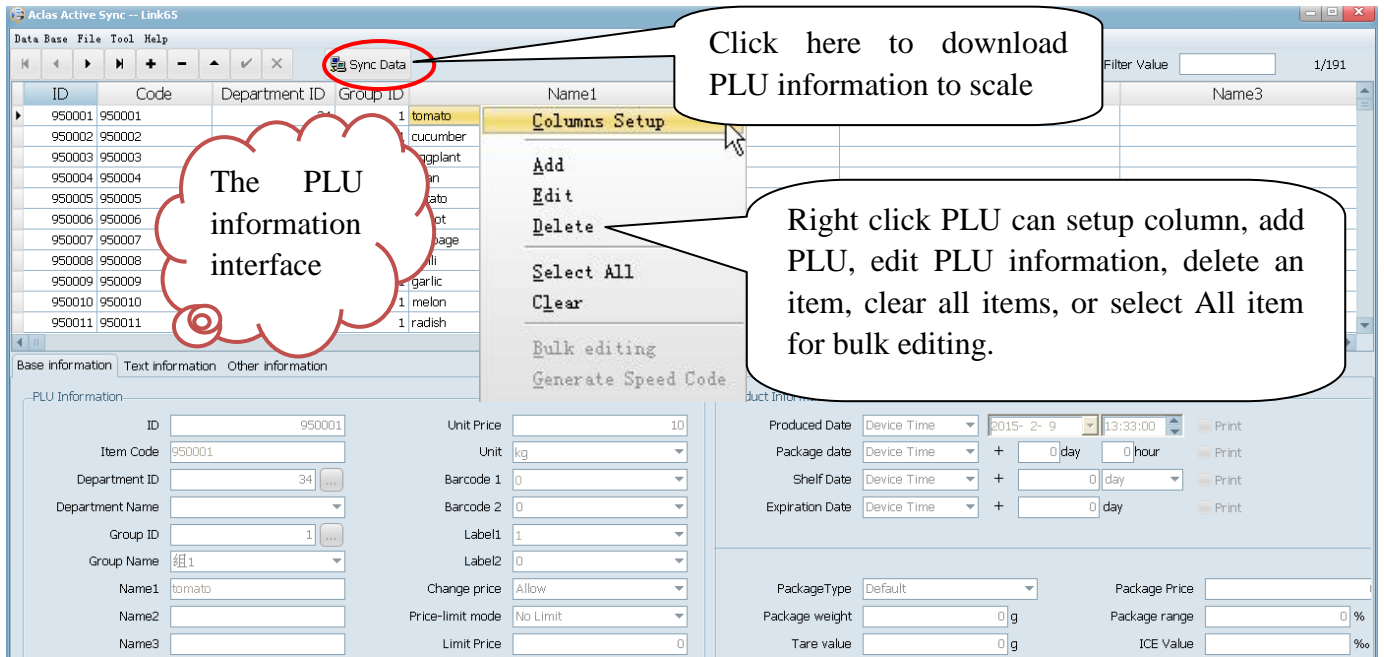 Aclas Active Sync -- Link65
Data Base File Tool Help
Sync Data
Click here to download
PLU information to scale
Filter Value
1/191
ID Code Department ID Group ID Name1 Name3
950001 950001 1 tomato
950002 950002 cucumber
950003 950003
950004 950004
950005 950005
950006 950006
950007 950007
950008 950008
950009 950009 garlic
950010 950010 1 melon
950011 950011 1 radish
The PLU
information
interface
Columns Setup
Add
Edit
Delete
Select All
Clear
Bulk editing
Generate Speed Code
Right click PLU can setup column, add
PLU, edit PLU information, delete an
item, clear all items, or select All item
for bulk editing.
Base information Text information Other information
PLU Information
ID 950001 Unit Price 10 Produced Date Device Time 2015- 2- 9 13:33:00 Print
Item Code 950001 Unit kg Package date Device Time + 0 day 0 hour Print
Department ID 34 ... Barcode 1 0 Shelf Date Device Time + 0 day Print
Department Name Barcode 2 0 Expiration Date Device Time + 0 day Print
Group ID 1 ... Label1 1
Group Name 组1 Label2 0
Name1 tomato Change price Allow PackageType Default Package Price
Name2 Price-limit mode No Limit Package weight 0 g Package range 0 %
Name3 Limit Price 0 Tare value 0 g ICE Value ‰